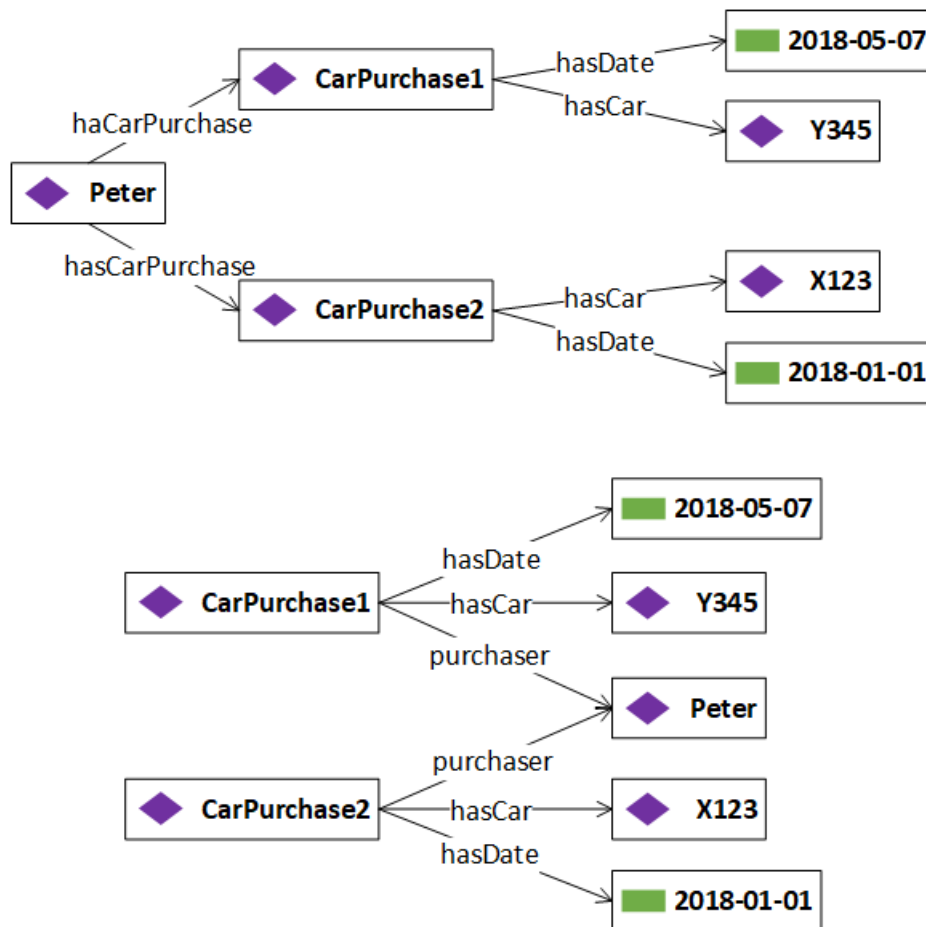 CarPurchase1
hasDate
2018-05-07
haCarPurchase
hasCar
Y345
Peter
hasCarPurchase
CarPurchase2
hasCar
X123
hasDate
2018-01-01
2018-05-07
hasDate
CarPurchase1
hasCar
Y345
purchaser
Peter
purchaser
CarPurchase2
hasCar
X123
hasDate
2018-01-01